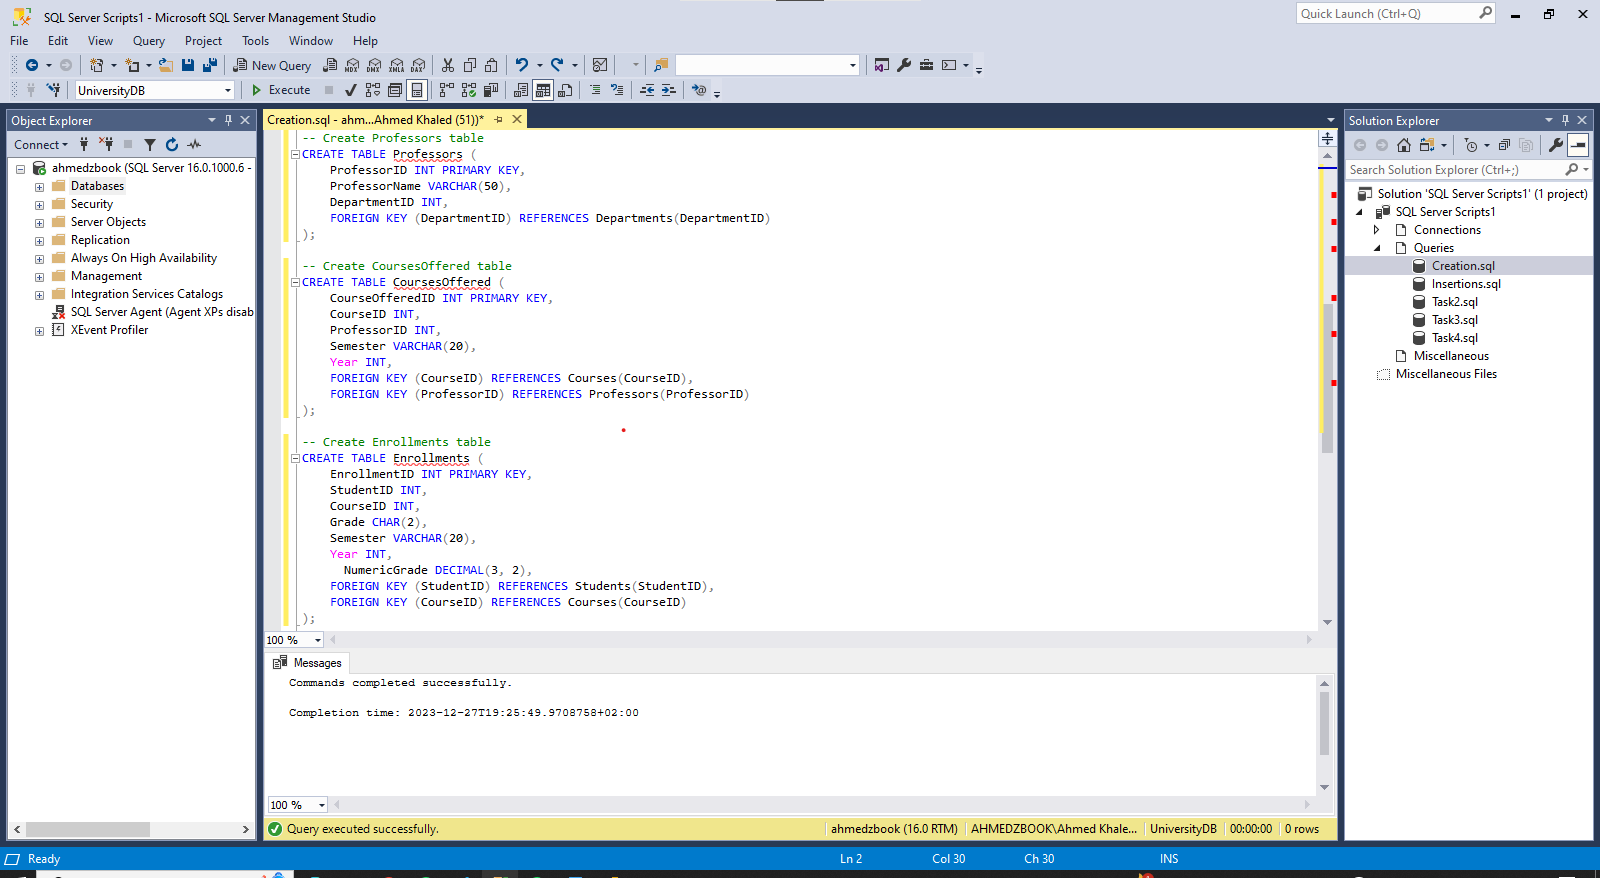 SQL Server Scripts1 - Microsoft SQL Server Management Studio
Quick Launch (Ctrl+Q)
File Edit View Query Project Tools Window Help
New Query
MDX DMX XMLA DAX
UniversityDB
Execute
Object Explorer
Connect
ahmedzbook (SQL Server 16.0.1000.6 -
Databases
Security
Server Objects
Replication
Always On High Availability
Management
Integration Services Catalogs
SQL Server Agent (Agent XPs disab
XEvent Profiler
Creation.sql - ahm...Ahmed Khaled (51))*
-- Create Professors table
CREATE TABLE Professors (
ProfessorID INT PRIMARY KEY,
ProfessorName VARCHAR(50),
DepartmentID INT,
FOREIGN KEY (DepartmentID) REFERENCES Departments(DepartmentID)
);
-- Create CoursesOffered table
CREATE TABLE CoursesOffered (
CourseOfferedID INT PRIMARY KEY,
CourseID INT,
ProfessorID INT,
Semester VARCHAR(20),
Year INT,
FOREIGN KEY (CourseID) REFERENCES Courses(CourseID),
FOREIGN KEY (ProfessorID) REFERENCES Professors(ProfessorID)
);
-- Create Enrollments table
CREATE TABLE Enrollments (
EnrollmentID INT PRIMARY KEY,
StudentID INT,
CourseID INT,
Grade CHAR(2),
Semester VARCHAR(20),
Year INT,
NumericGrade DECIMAL(3, 2),
FOREIGN KEY (StudentID) REFERENCES Students(StudentID),
FOREIGN KEY (CourseID) REFERENCES Courses(CourseID)
);
100 %
Messages
Commands completed successfully.
Completion time: 2023-12-27T19:25:49.9708758+02:00
100 %
Query executed successfully.
ahmedzbook (16.0 RTM)
AHMEDZBOOK\Ahmed Khale...
UniversityDB
00:00:00
0 rows
Solution Explorer
Search Solution Explorer (Ctrl+;)
Solution 'SQL Server Scripts1' (1 project)
SQL Server Scripts1
Connections
Queries
Creation.sql
Insertions.sql
Task2.sql
Task3.sql
Task4.sql
Miscellaneous
Miscellaneous Files
Ready
Ln 2
Col 30
Ch 30
INS